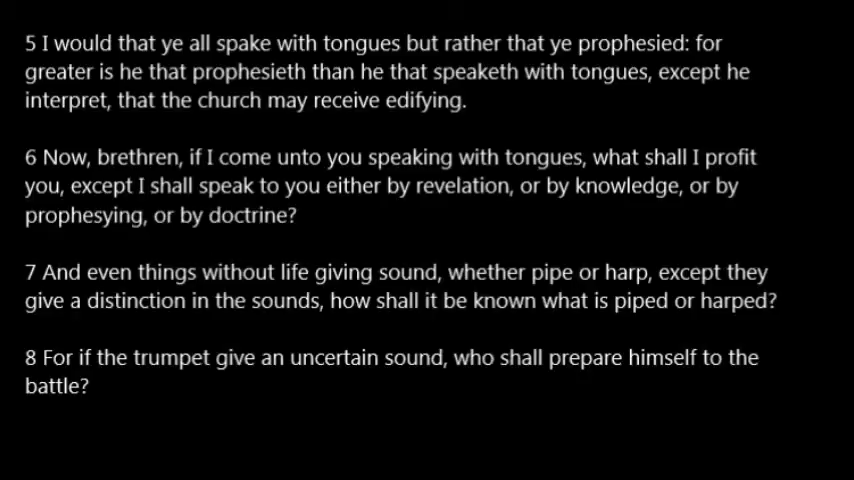 5 I would that ye all spake with tongues but rather that ye prophesied: for
greater is he that prophesieth than he that speaketh with tongues, except he
interpret, that the church may receive edifying.
6 Now, brethren, if I come unto you speaking with tongues, what shall I profit
you, except I shall speak to you either by revelation, or by knowledge, or by
prophesying, or by doctrine?
7 And even things without life giving sound, whether pipe or harp, except they
give a distinction in the sounds, how shall it be known what is piped or harped?
8 For if the trumpet give an uncertain sound, who shall prepare himself to the
battle?